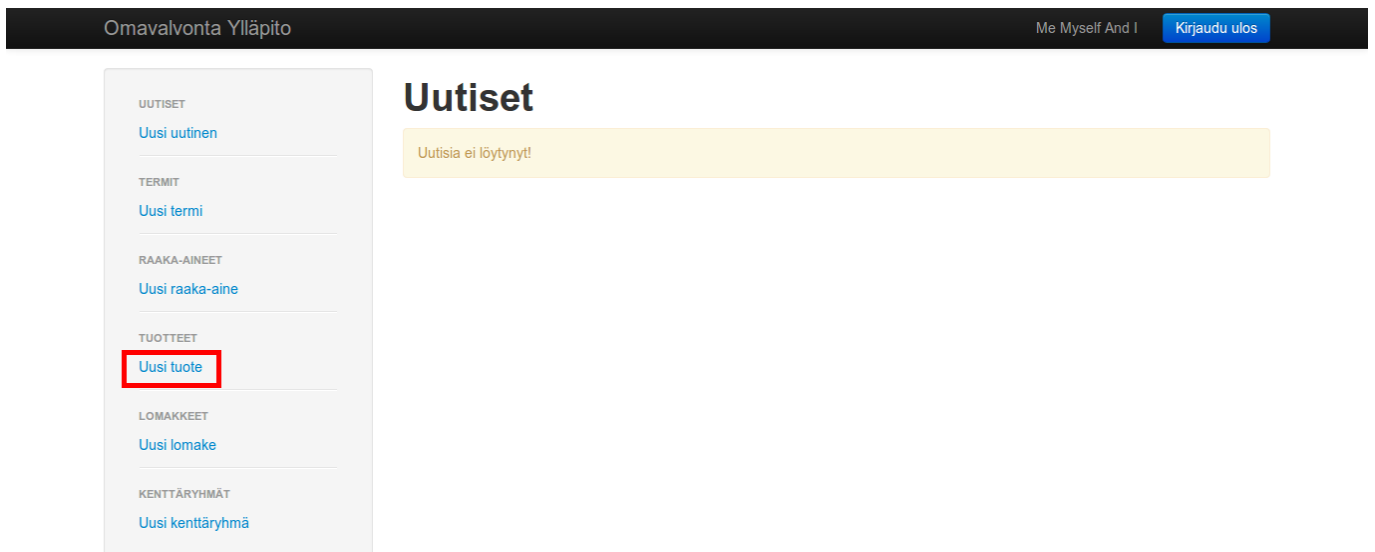 Omavalvonta Ylläpito
Me Myself And I
Kirjaudu ulos
UUTISET
Uusi uutinen
TERMIT
Uusi termi
RAAKA-AINEET
Uusi raaka-aine
TUOTTEET
Uusi tuote
LOMAKKEET
Uusi lomake
KENTTÄRYHMÄT
Uusi kenttäryhmä
Uutiset
Uutisia ei löytynyt!